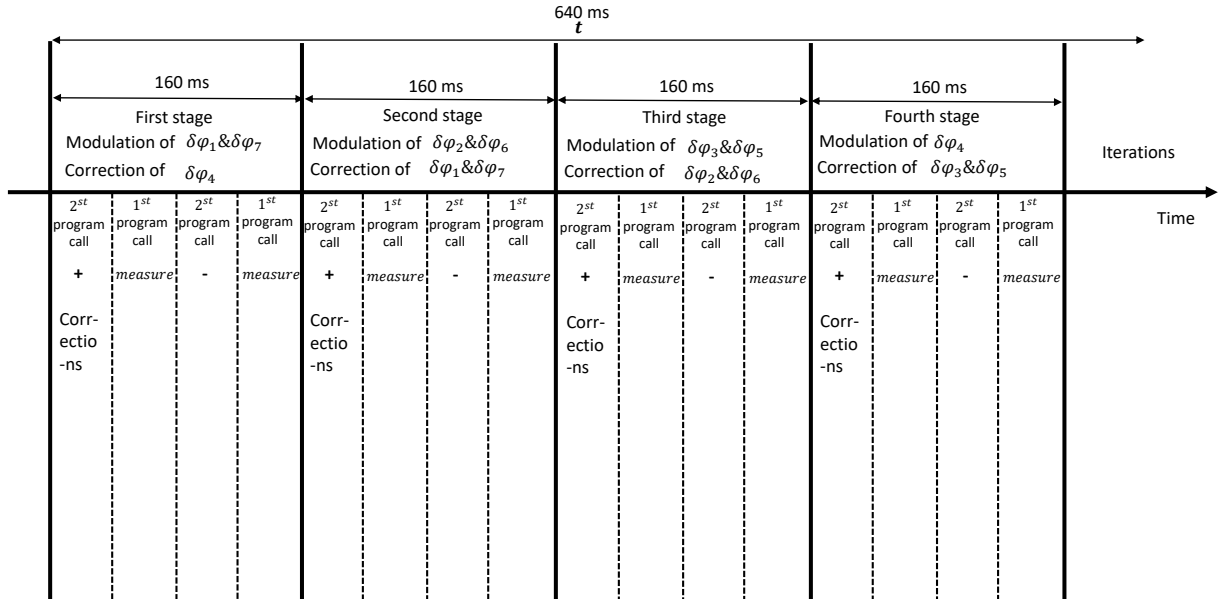 640 ms
t
160 ms
160 ms
160 ms
160 ms
First stage
Modulation of δφ₁&δφ₇
Correction of δφ₄
Second stage
Modulation of δφ₂&δφ₆
Correction of δφ₁&δφ₇
Third stage
Modulation of δφ₃&δφ₅
Correction of δφ₂&δφ₆
Fourth stage
Modulation of δφ₄
Correction of δφ₃&δφ₅
Iterations
Time
2ˢᵗ
program
call
+
Corr-
ectio
-ns
1ˢᵗ
program
call
measure
2ˢᵗ
program
call
-
1ˢᵗ
program
call
measure
2ˢᵗ
program
call
+
Corr-
ectio
-ns
1ˢᵗ
program
call
measure
2ˢᵗ
program
call
-
1ˢᵗ
program
call
measure
2ˢᵗ
program
call
+
Corr-
ectio
-ns
1ˢᵗ
program
call
measure
2ˢᵗ
program
call
-
1ˢᵗ
program
call
measure
2ˢᵗ
program
call
+
Corr-
ectio
-ns
1ˢᵗ
program
call
measure
2ˢᵗ
program
call
-
1ˢᵗ
program
call
measure